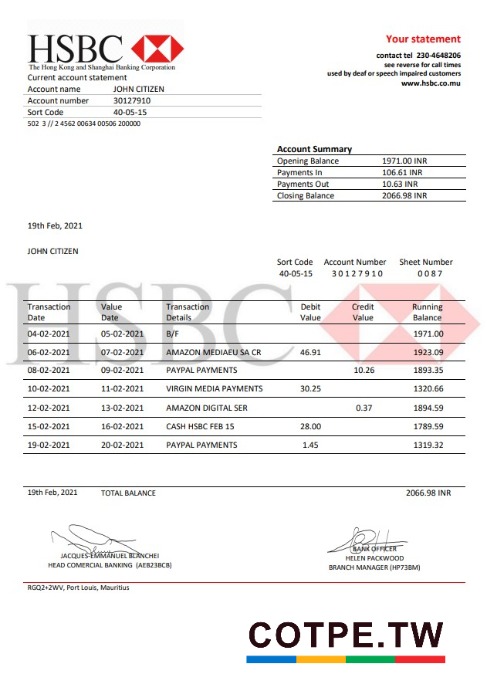 HSBC
The Hong Kong and Shanghai Banking Corporation
Current account statement
Account name JOHN CITIZEN
Account number 30127910
Sort Code 40-05-15
502 3 // 2 4562 00634 00506 200000
Your statement
contact tel 230-4648206
see reverse for call times
used by deaf or speech impaired customers
www.hsbc.co.mu
Account Summary
Opening Balance 1971.00 INR
Payments In 106.61 INR
Payments Out 10.63 INR
Closing Balance 2066.98 INR
19th Feb, 2021
JOHN CITIZEN
Sort Code Account Number Sheet Number
40-05-15 3 0 1 2 7 9 1 0 0 0 8 7
HSBC
Transaction Date Value Date Transaction Details Debit Value Credit Value Running Balance
04-02-2021 05-02-2021 B/F 1971.00
06-02-2021 07-02-2021 AMAZON MEDIAEU SA CR 46.91 1923.09
08-02-2021 09-02-2021 PAYPAL PAYMENTS 10.26 1893.35
10-02-2021 11-02-2021 VIRGIN MEDIA PAYMENTS 30.25 1320.66
12-02-2021 13-02-2021 AMAZON DIGITAL SER 0.37 1894.59
15-02-2021 16-02-2021 CASH HSBC FEB 15 28.00 1789.59
19-02-2021 20-02-2021 PAYPAL PAYMENTS 1.45 1319.32
19th Feb, 2021 TOTAL BALANCE 2066.98 INR
JACQUES-EMMANUEL BLANCHEI
HEAD COMERCIAL BANKING (AEB23BCB)
BANK OFFICER
HELEN PACKWOOD
BRANCH MANAGER (HP73BM)
RGQ2+2WV, Port Louis, Mauritius
COTPE.TW